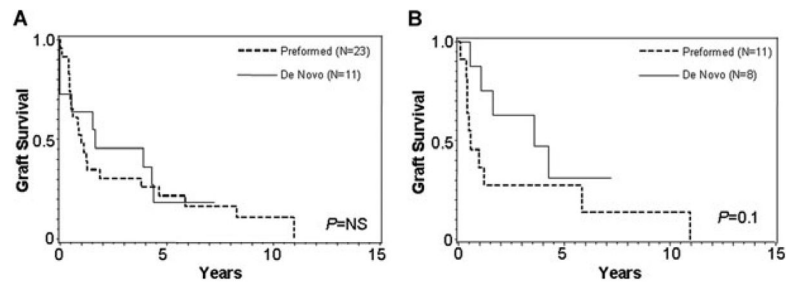 A
1.0
0.5
0
Graft Survival
Preformed (N=23)
De Novo (N=11)
P=NS
0 5 10 15
Years
B
1.0
0.5
0
Graft Survival
Preformed (N=11)
De Novo (N=8)
P=0.1
0 5 10 15
Years